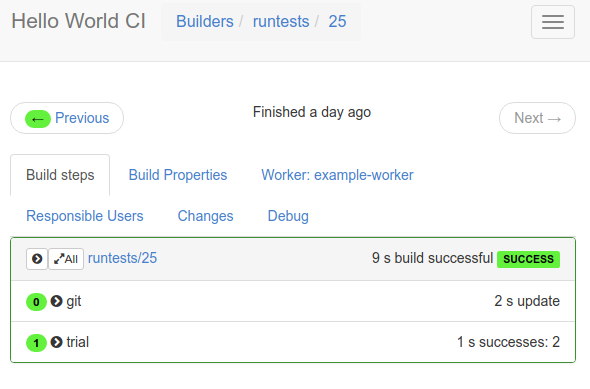 Hello World CI Builders / runtests / 25
← Previous Finished a day ago Next →
Build steps Build Properties Worker: example-worker
Responsible Users Changes Debug
All runtests/25 9 s build successful SUCCESS
0 git 2 s update
1 trial 1 s successes: 2